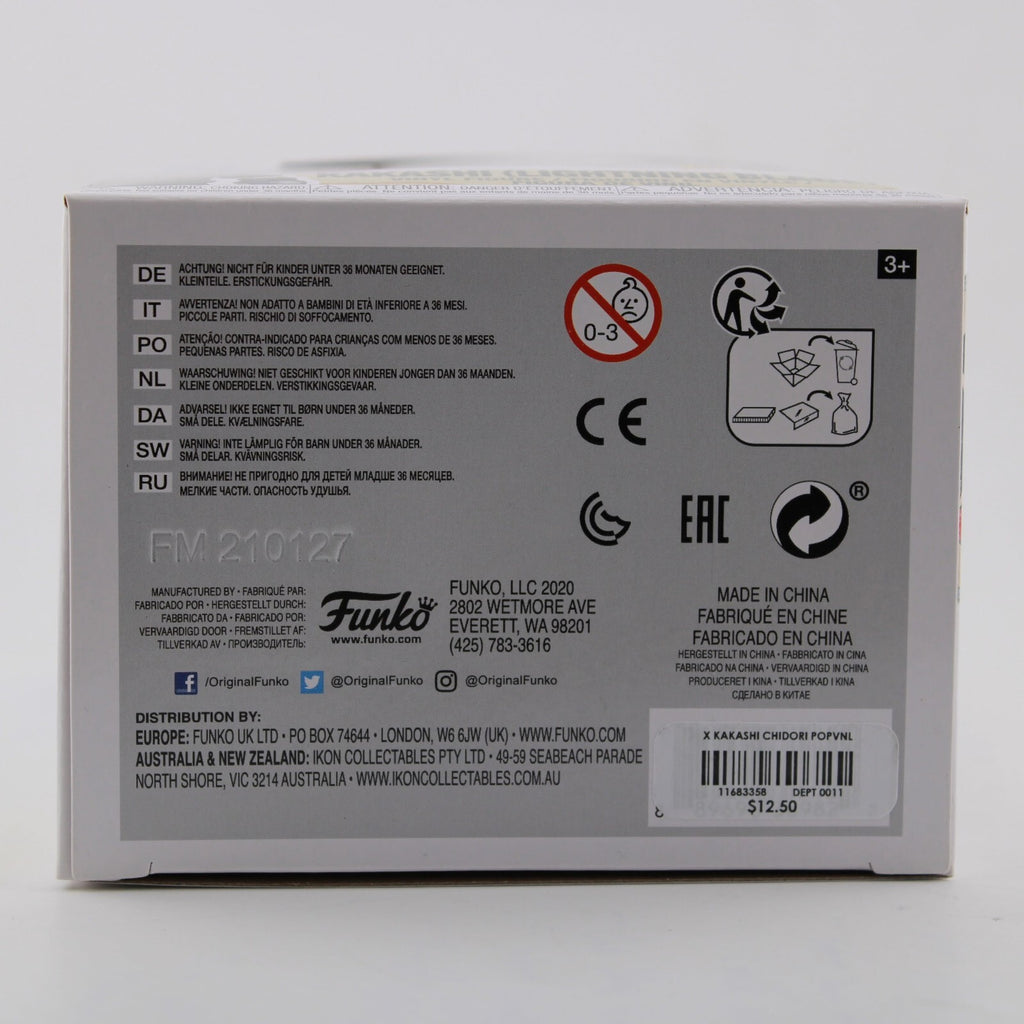 WARNING: CHOKING HAZARD
ATTENTION: DANGER D'ÉTOUFFEMENT
ADVERTENCIA: PELIGRO
3+
DE ACHTUNG! NICHT FÜR KINDER UNTER 36 MONATEN GEEIGNET.
KLEINTEILE. ERSTICKUNGSGEFAHR.
IT AVVERTENZA! NON ADATTO A BAMBINI DI ETÀ INFERIORE A 36 MESI.
PICCOLE PARTI. RISCHIO DI SOFFOCAMENTO.
PO ATENÇÃO! CONTRA-INDICADO PARA CRIANÇAS COM MENOS DE 36 MESES.
PEQUENAS PARTES. RISCO DE ASFIXIA.
NL WAARSCHUWING! NIET GESCHIKT VOOR KINDEREN JONGER DAN 36 MAANDEN.
KLEINE ONDERDELEN. VERSTIKKINGSGEVAAR.
DA ADVARSEL! IKKE EGNET TIL BØRN UNDER 36 MÅNEDER.
SMÅ DELE. KVÆLNINGSFARE.
SW VARNING! INTE LÄMPLIG FÖR BARN UNDER 36 MÅNADER.
SMÅ DELAR. KVÄVNINGSRISK.
RU ВНИМАНИЕ! НЕ ПРИГОДНО ДЛЯ ДЕТЕЙ МЛАДШЕ 36 МЕСЯЦЕВ.
МЕЛКИЕ ЧАСТИ. ОПАСНОСТЬ УДУШЬЯ.
0-3
CE
EAC
®
FM 210127
MANUFACTURED BY • FABRIQUÉ PAR:
FABRICADO POR • HERGESTELLT DURCH:
FABBRICATO DA • FABRICADO POR:
VERVAARDIGD DOOR • FREMSTILLET AF:
TILLVERKAD AV • ПРОИЗВОДИТЕЛЬ:
Funko
www.funko.com
FUNKO, LLC 2020
2802 WETMORE AVE
EVERETT, WA 98201
(425) 783-3616
MADE IN CHINA
FABRIQUÉ EN CHINE
FABRICADO EN CHINA
HERGESTELLT IN CHINA • FABBRICATO IN CINA
FABRICADO NA CHINA • VERVAARDIGD IN CHINA
PRODUCERET I KINA • TILLVERKAD I KINA
СДЕЛАНО В КИТАЕ
/OriginalFunko @OriginalFunko @OriginalFunko
DISTRIBUTION BY:
EUROPE: FUNKO UK LTD • PO BOX 74644 • LONDON, W6 6JW (UK) • WWW.FUNKO.COM
AUSTRALIA & NEW ZEALAND: IKON COLLECTABLES PTY LTD • 49-59 SEABEACH PARADE
NORTH SHORE, VIC 3214 AUSTRALIA • WWW.IKONCOLLECTABLES.COM.AU
X KAKASHI CHIDORI POPVNL
11683358 DEPT 0011
$12.50